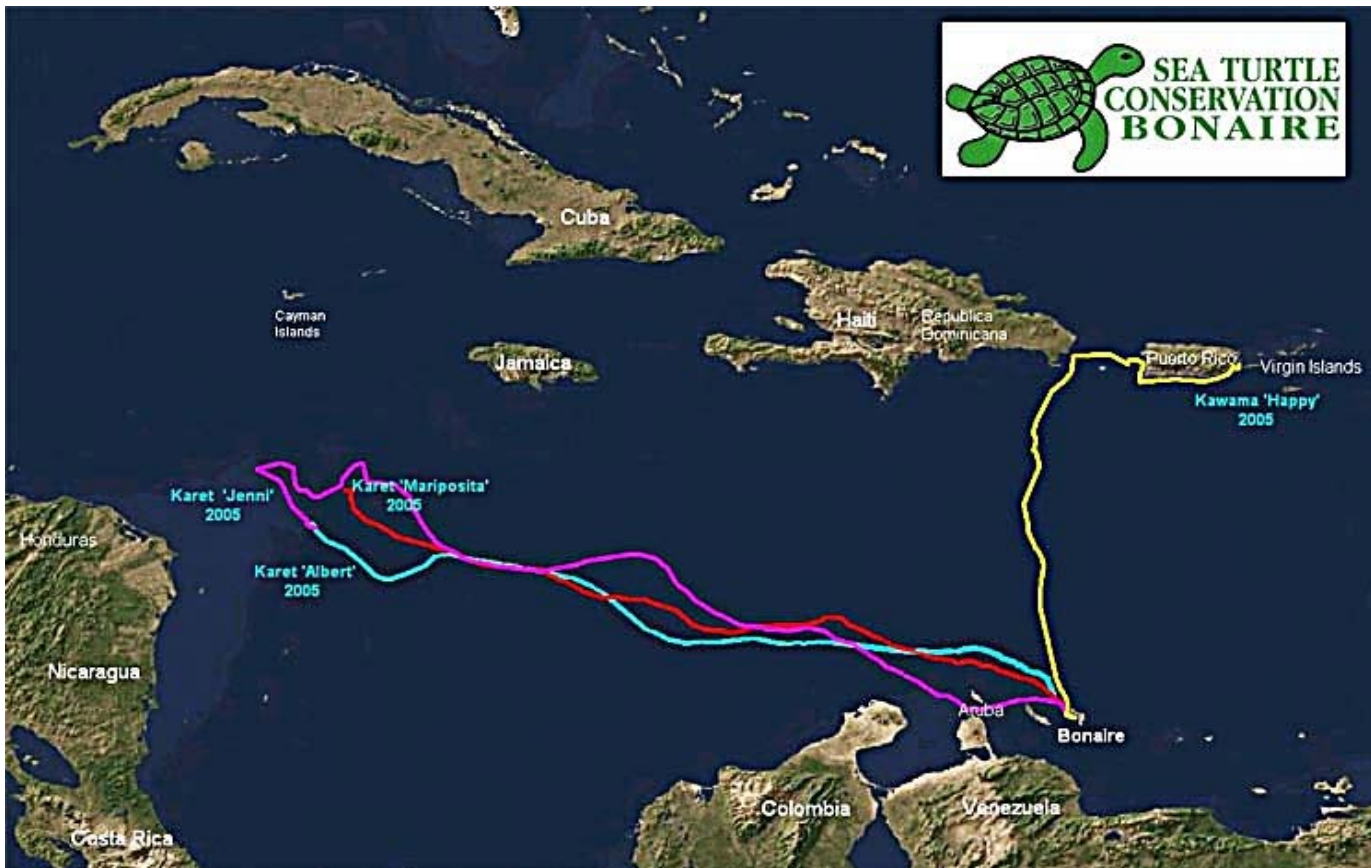 SEA TURTLE
CONSERVATION
BONAIRE
Cuba
Cayman
Islands
Jamaica
Haiti
Republica
Dominicana
Puerto Rico
Virgin Islands
Kawama 'Happy'
2005
Karet 'Jenni'
2005
Karet 'Mariposita'
2005
Honduras
Karet 'Albert'
2005
Nicaragua
Aruba
Bonaire
Colombia
Venezuela
Costa Rica